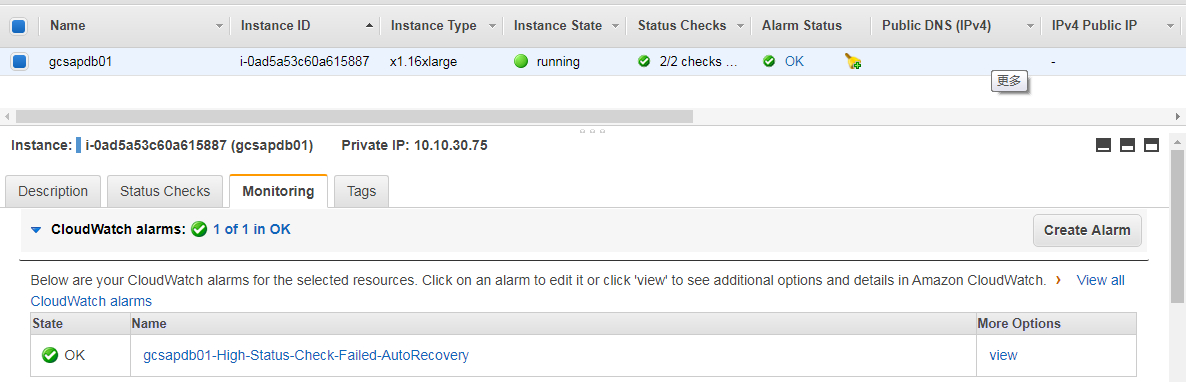 Name Instance ID Instance Type Instance State Status Checks Alarm Status Public DNS (IPv4) IPv4 Public IP
gcsapdb01 i-0ad5a53c60a615887 x1.16xlarge running 2/2 checks ... OK -
更多
Instance: i-0ad5a53c60a615887 (gcsapdb01) Private IP: 10.10.30.75
Description Status Checks Monitoring Tags
CloudWatch alarms: 1 of 1 in OK Create Alarm
Below are your CloudWatch alarms for the selected resources. Click on an alarm to edit it or click 'view' to see additional options and details in Amazon CloudWatch. › View all
CloudWatch alarms
State Name More Options
OK gcsapdb01-High-Status-Check-Failed-AutoRecovery view